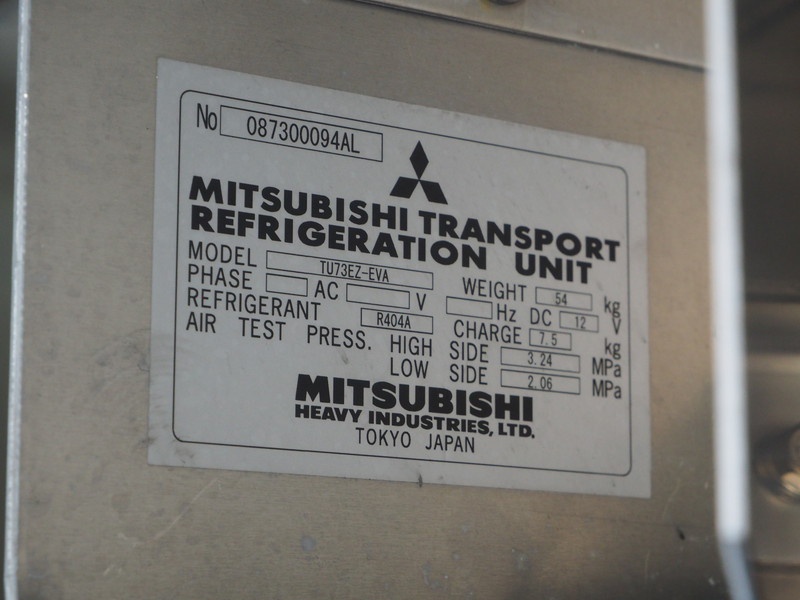 No 087300094AL
MITSUBISHI TRANSPORT
REFRIGERATION UNIT
MODEL TU73EZ-EVA WEIGHT 54 kg
PHASE AC V Hz DC 12 V
REFRIGERANT R404A CHARGE 7.5 kg
AIR TEST PRESS. HIGH SIDE 3.24 MPa
LOW SIDE 2.06 MPa
MITSUBISHI
HEAVY INDUSTRIES, LTD.
TOKYO JAPAN